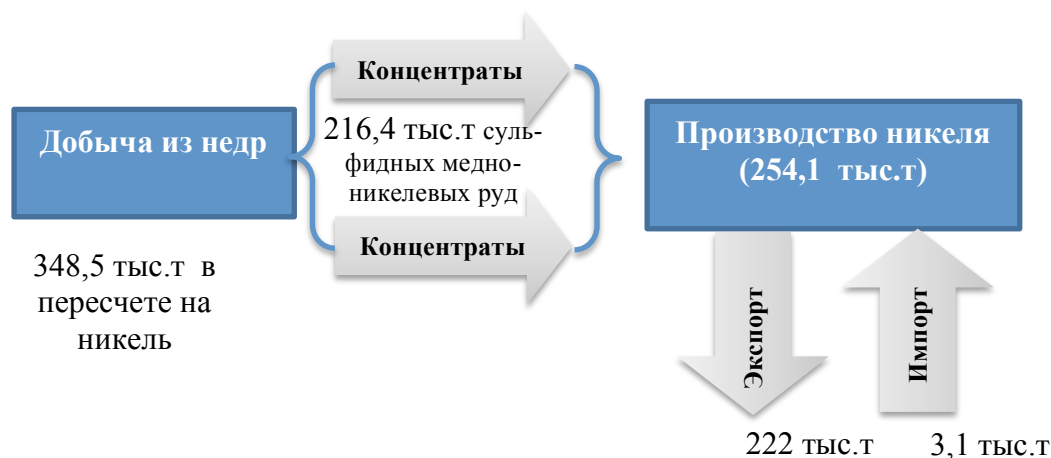 Добыча из недр
348,5 тыс.т в
пересчете на
никель
Концентраты
216,4 тыс.т суль-
фидных медно-
никелевых руд
Концентраты
Производство никеля
(254,1 тыс.т)
Экспорт
Импорт
222 тыс.т
3,1 тыс.т